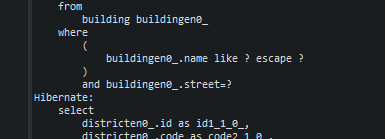 from
building buildingen0_
where
(
buildingen0_.name like ? escape ?
)
and buildingen0_.street=?
Hibernate:
select
districten0_.id as id1_1_0_,
districten0_.code as code2_1_0_,